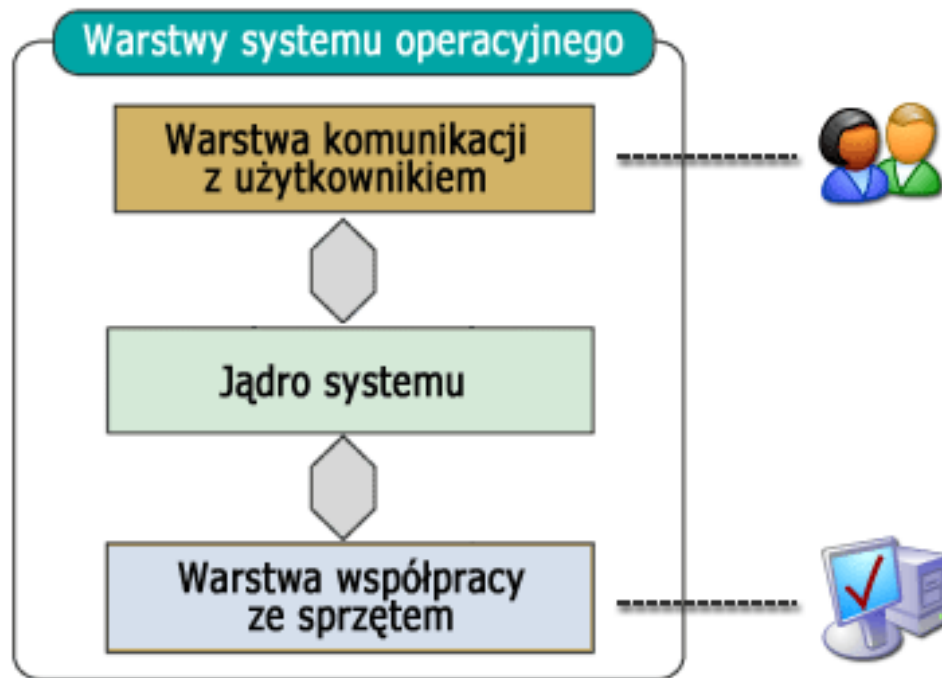 Warstwy systemu operacyjnego
Warstwa komunikacji
z użytkownikiem
Jądro systemu
Warstwa współpracy
ze sprzętem